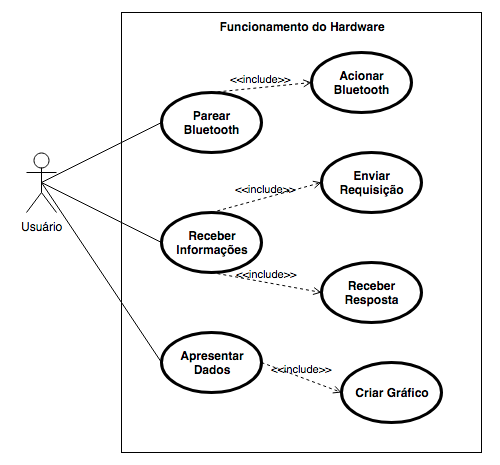 Funcionamento do Hardware
<<include>>
Acionar
Bluetooth
Parear
Bluetooth
Enviar
Requisição
<<include>>
Usuário
Receber
Informações
<<include>>
Receber
Resposta
Apresentar
Dados
<<include>>
Criar Gráfico